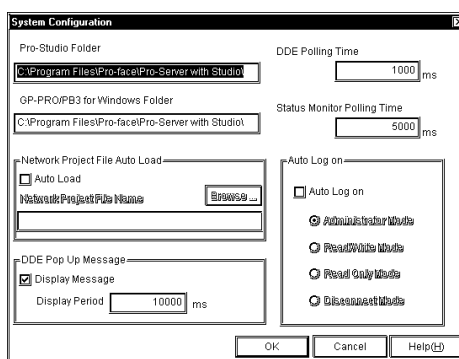 System Configuration
Pro-Studio Folder
C:\Program Files\Pro-face\Pro-Server with Studio\
GP-PRO/PB3 for Windows Folder
C:\Program Files\Pro-face\Pro-Server with Studio\
Network Project File Auto Load
Auto Load
Network Project File Name
Browse ...
DDE Pop Up Message
Display Message
Display Period 10000 ms
DDE Polling Time
1000 ms
Status Monitor Polling Time
5000 ms
Auto Log on
Auto Log on
Administrator Mode
Read/Write Mode
Read Only Mode
Disconnect Mode
OK Cancel Help(H)